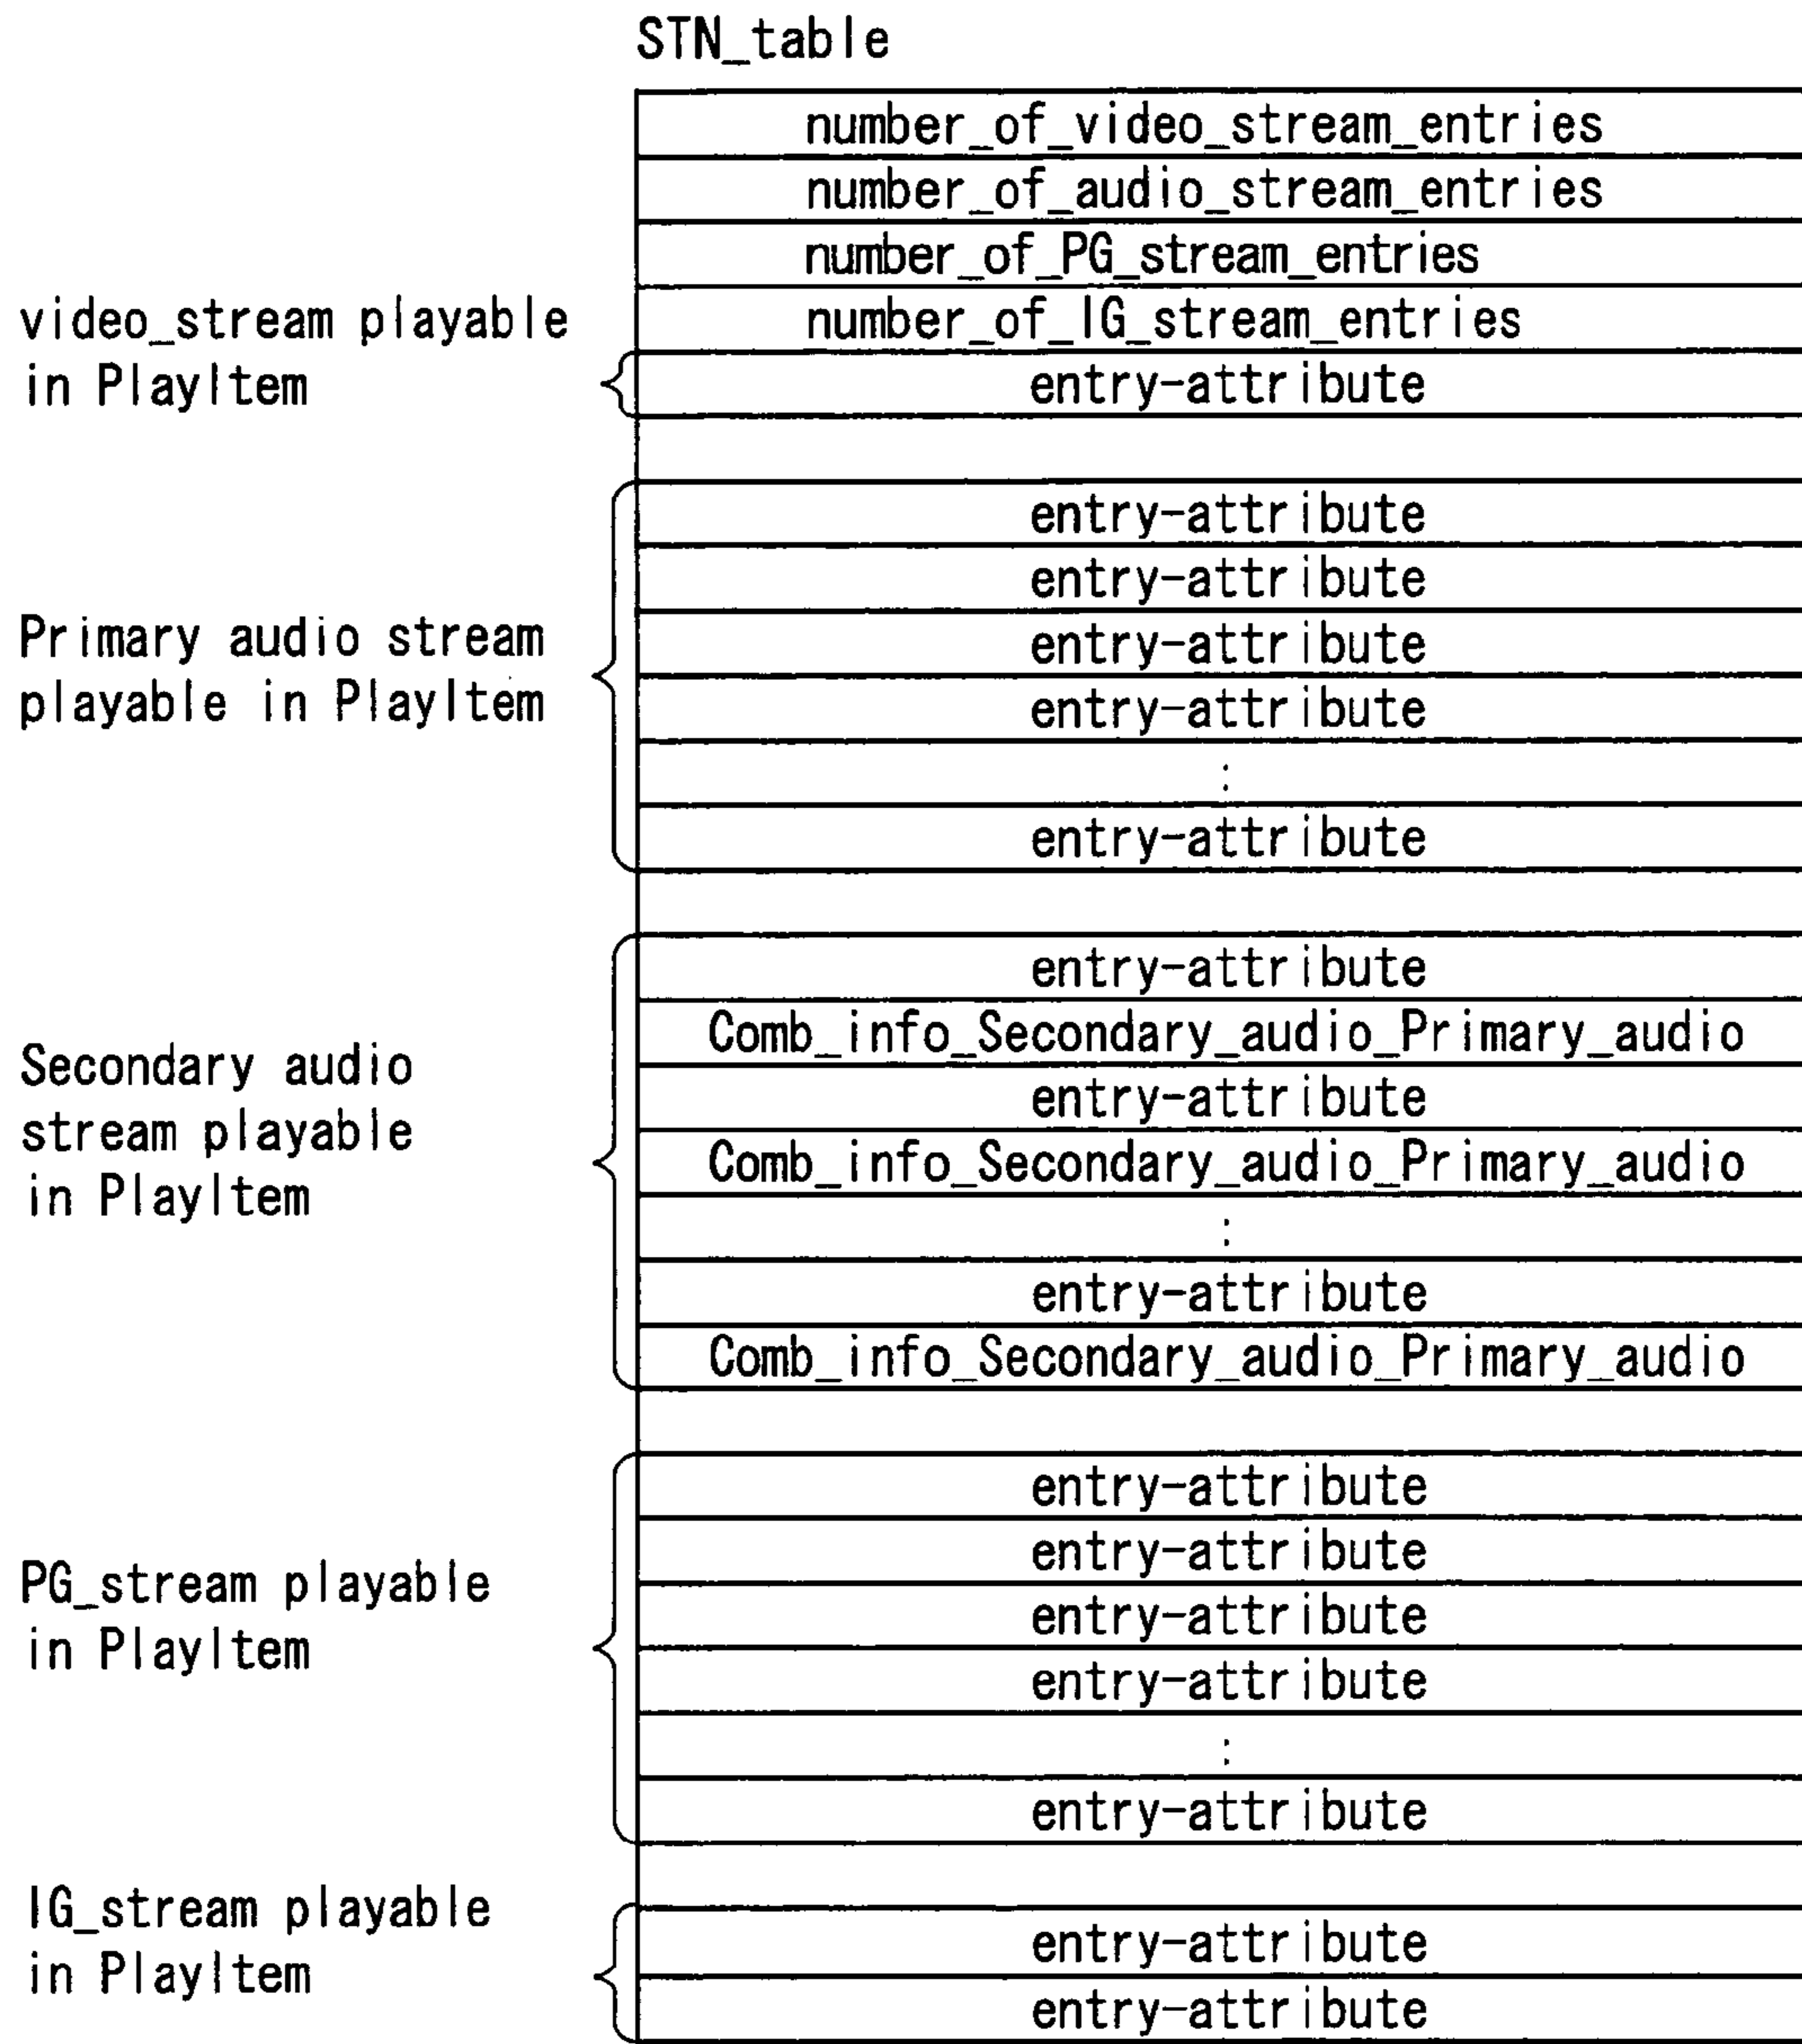 STN_table
number_of_video_stream_entries
number_of_audio_stream_entries
number_of_PG_stream_entries
number_of_IG_stream_entries
video_stream playable
in PlayItem
entry-attribute
Primary audio stream
playable in PlayItem
entry-attribute
entry-attribute
entry-attribute
entry-attribute
:
entry-attribute
Secondary audio
stream playable
in PlayItem
entry-attribute
Comb_info_Secondary_audio_Primary_audio
entry-attribute
Comb_info_Secondary_audio_Primary_audio
:
entry-attribute
Comb_info_Secondary_audio_Primary_audio
PG_stream playable
in PlayItem
entry-attribute
entry-attribute
entry-attribute
entry-attribute
:
entry-attribute
IG_stream playable
in PlayItem
entry-attribute
entry-attribute